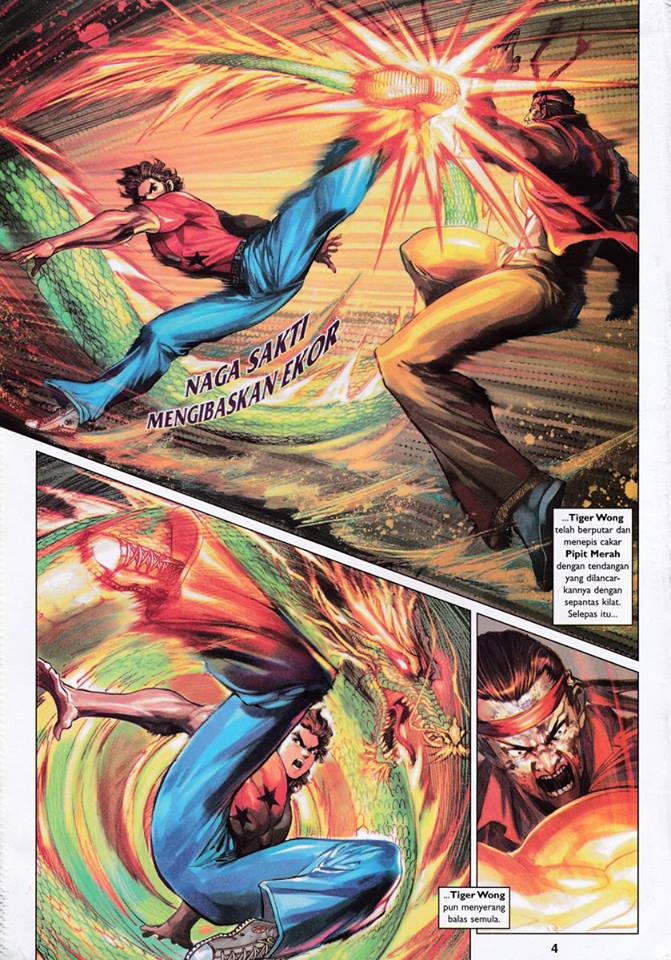 NAGA SAKTI
MENGIBASKAN EKOR
...Tiger Wong
telah berputar dan
menepis cakar
Pipit Merah
dengan tendangan
yang dilancar-
kannya dengan
sepantas kilat.
Selepas itu...
...Tiger Wong
pun menyerang
balas semula.
4